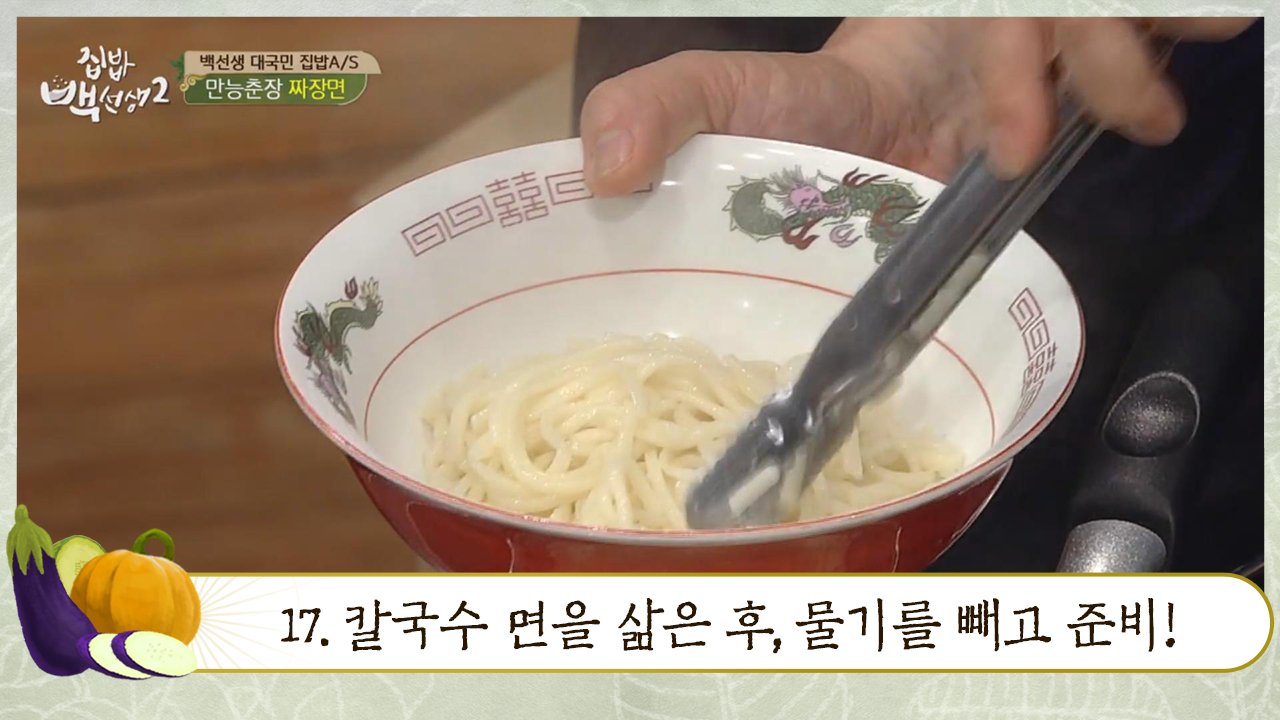 집밥
백선생2
백선생 대국민 집밥A/S
만능춘장 짜장면
囍
17. 칼국수 면을 삶은 후, 물기를 빼고 준비!